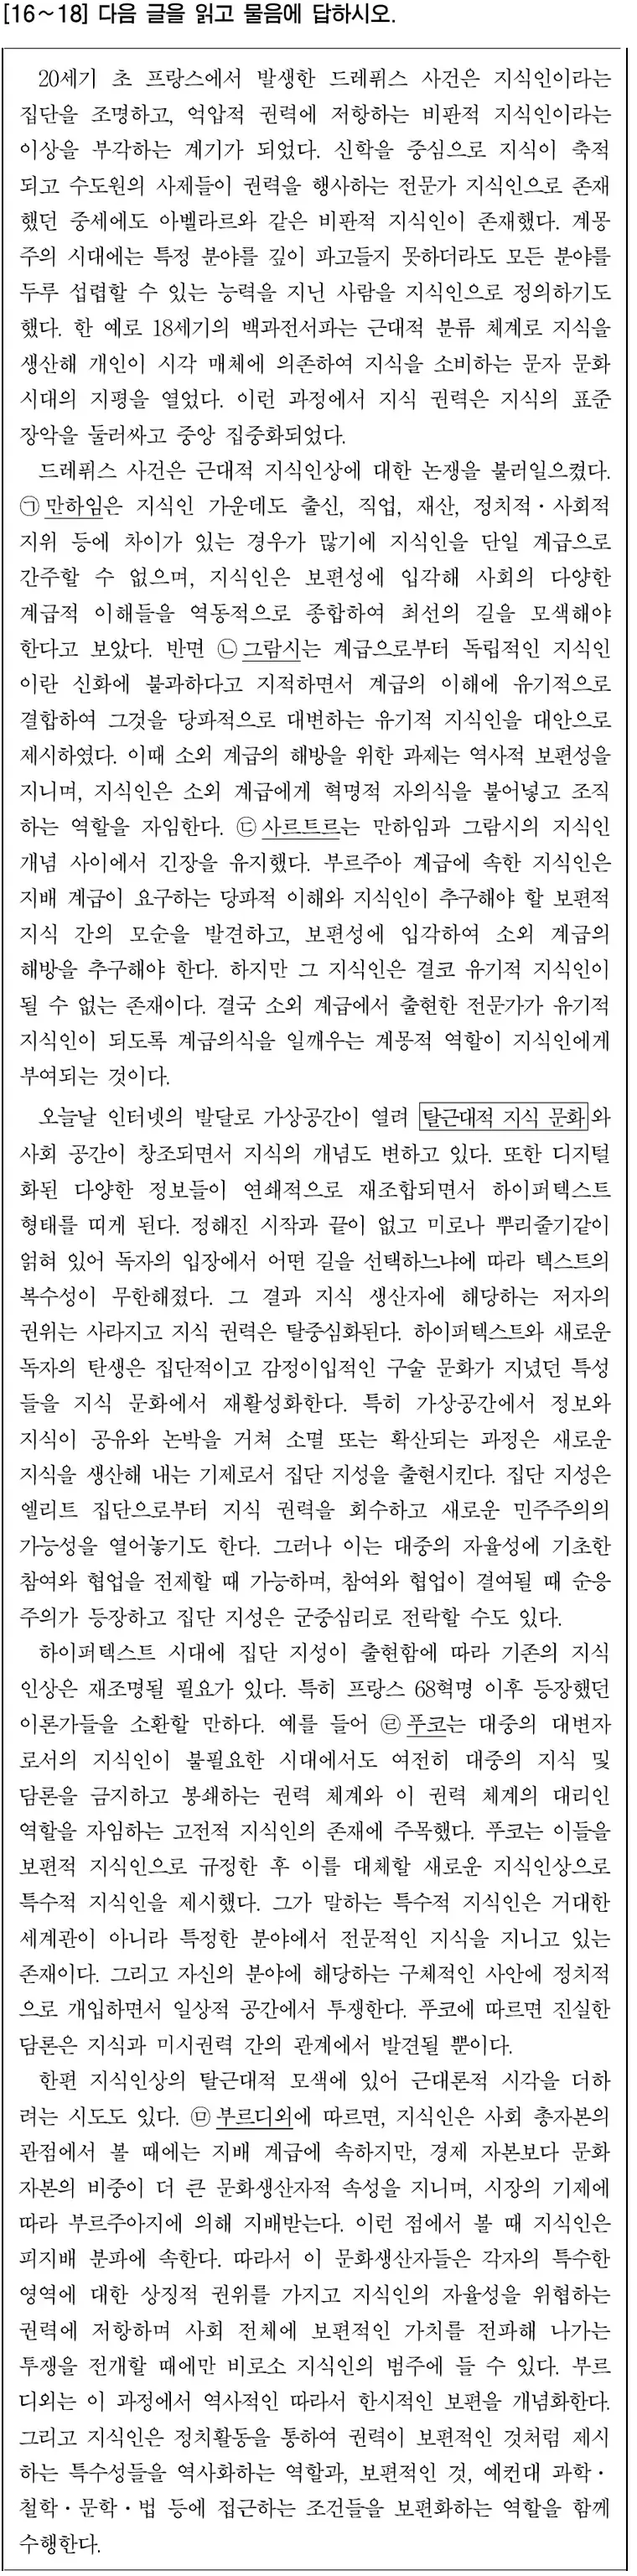 [16～18] 다음 글을 읽고 물음에 답하시오.
20세기 초 프랑스에서 발생한 드레퓌스 사건은 지식인이라는
집단을 조명하고, 억압적 권력에 저항하는 비판적 지식인이라는
이상을 부각하는 계기가 되었다. 신학을 중심으로 지식이 축적
되고 수도원의 사제들이 권력을 행사하는 전문가 지식인으로 존재
했던 중세에도 아벨라르와 같은 비판적 지식인이 존재했다. 계몽
주의 시대에는 특정 분야를 깊이 파고들지 못하더라도 모든 분야를
두루 섭렵할 수 있는 능력을 지닌 사람을 지식인으로 정의하기도
했다. 한 예로 18세기의 백과전서파는 근대적 분류 체계로 지식을
생산해 개인이 시각 매체에 의존하여 지식을 소비하는 문자 문화
시대의 지평을 열었다. 이런 과정에서 지식 권력은 지식의 표준
장악을 둘러싸고 중앙 집중화되었다.
드레퓌스 사건은 근대적 지식인상에 대한 논쟁을 불러일으켰다.
㉠만하임은 지식인 가운데도 출신, 직업, 재산, 정치적·사회적
지위 등에 차이가 있는 경우가 많기에 지식인을 단일 계급으로
간주할 수 없으며, 지식인은 보편성에 입각해 사회의 다양한
계급적 이해들을 역동적으로 종합하여 최선의 길을 모색해야
한다고 보았다. 반면 ㉡그람시는 계급으로부터 독립적인 지식인
이란 신화에 불과하다고 지적하면서 계급의 이해에 유기적으로
결합하여 그것을 당파적으로 대변하는 유기적 지식인을 대안으로
제시하였다. 이때 소외 계급의 해방을 위한 과제는 역사적 보편성을
지니며, 지식인은 소외 계급에게 혁명적 자의식을 불어넣고 조직
하는 역할을 자임한다. ㉢사르트르는 만하임과 그람시의 지식인
개념 사이에서 긴장을 유지했다. 부르주아 계급에 속한 지식인은
지배 계급이 요구하는 당파적 이해와 지식인이 추구해야 할 보편적
지식 간의 모순을 발견하고, 보편성에 입각하여 소외 계급의
해방을 추구해야 한다. 하지만 그 지식인은 결코 유기적 지식인이
될 수 없는 존재이다. 결국 소외 계급에서 출현한 전문가가 유기적
지식인이 되도록 계급의식을 일깨우는 계몽적 역할이 지식인에게
부여되는 것이다.
오늘날 인터넷의 발달로 가상공간이 열려 탈근대적 지식 문화와
사회 공간이 창조되면서 지식의 개념도 변하고 있다. 또한 디지털
화된 다양한 정보들이 연쇄적으로 재조합되면서 하이퍼텍스트
형태를 띠게 된다. 정해진 시작과 끝이 없고 미로나 뿌리줄기같이
얽혀 있어 독자의 입장에서 어떤 길을 선택하느냐에 따라 텍스트의
복수성이 무한해졌다. 그 결과 지식 생산자에 해당하는 저자의
권위는 사라지고 지식 권력은 탈중심화된다. 하이퍼텍스트와 새로운
독자의 탄생은 집단적이고 감정이입적인 구술 문화가 지녔던 특성
들을 지식 문화에서 재활성화한다. 특히 가상공간에서 정보와
지식이 공유와 논박을 거쳐 소멸 또는 확산되는 과정은 새로운
지식을 생산해 내는 기제로서 집단 지성을 출현시킨다. 집단 지성은
엘리트 집단으로부터 지식 권력을 회수하고 새로운 민주주의의
가능성을 열어놓기도 한다. 그러나 이는 대중의 자율성에 기초한
참여와 협업을 전제할 때 가능하며, 참여와 협업이 결여될 때 순응
주의가 등장하고 집단 지성은 군중심리로 전락할 수도 있다.
하이퍼텍스트 시대에 집단 지성이 출현함에 따라 기존의 지식
인상은 재조명될 필요가 있다. 특히 프랑스 68혁명 이후 등장했던
이론가들을 소환할 만하다. 예를 들어 ㉣푸코는 대중의 대변자
로서의 지식인이 불필요한 시대에서도 여전히 대중의 지식 및
담론을 금지하고 봉쇄하는 권력 체계와 이 권력 체계의 대리인
역할을 자임하는 고전적 지식인의 존재에 주목했다. 푸코는 이들을
보편적 지식인으로 규정한 후 이를 대체할 새로운 지식인상으로
특수적 지식인을 제시했다. 그가 말하는 특수적 지식인은 거대한
세계관이 아니라 특정한 분야에서 전문적인 지식을 지니고 있는
존재이다. 그리고 자신의 분야에 해당하는 구체적인 사안에 정치적
으로 개입하면서 일상적 공간에서 투쟁한다. 푸코에 따르면 진실한
담론은 지식과 미시권력 간의 관계에서 발견될 뿐이다.
한편 지식인상의 탈근대적 모색에 있어 근대론적 시각을 더하
려는 시도도 있다. ㉤부르디외에 따르면, 지식인은 사회 총자본의
관점에서 볼 때에는 지배 계급에 속하지만, 경제 자본보다 문화
자본의 비중이 더 큰 문화생산자적 속성을 지니며, 시장의 기제에
따라 부르주아지에 의해 지배받는다. 이런 점에서 볼 때 지식인은
피지배 분파에 속한다. 따라서 이 문화생산자들은 각자의 특수한
영역에 대한 상징적 권위를 가지고 지식인의 자율성을 위협하는
권력에 저항하며 사회 전체에 보편적인 가치를 전파해 나가는
투쟁을 전개할 때에만 비로소 지식인의 범주에 들 수 있다. 부르
디외는 이 과정에서 역사적인 따라서 한시적인 보편을 개념화한다.
그리고 지식인은 정치활동을 통하여 권력이 보편적인 것처럼 제시
하는 특수성들을 역사화하는 역할과, 보편적인 것, 예컨대 과학·
철학·문학·법 등에 접근하는 조건들을 보편화하는 역할을 함께
수행한다.